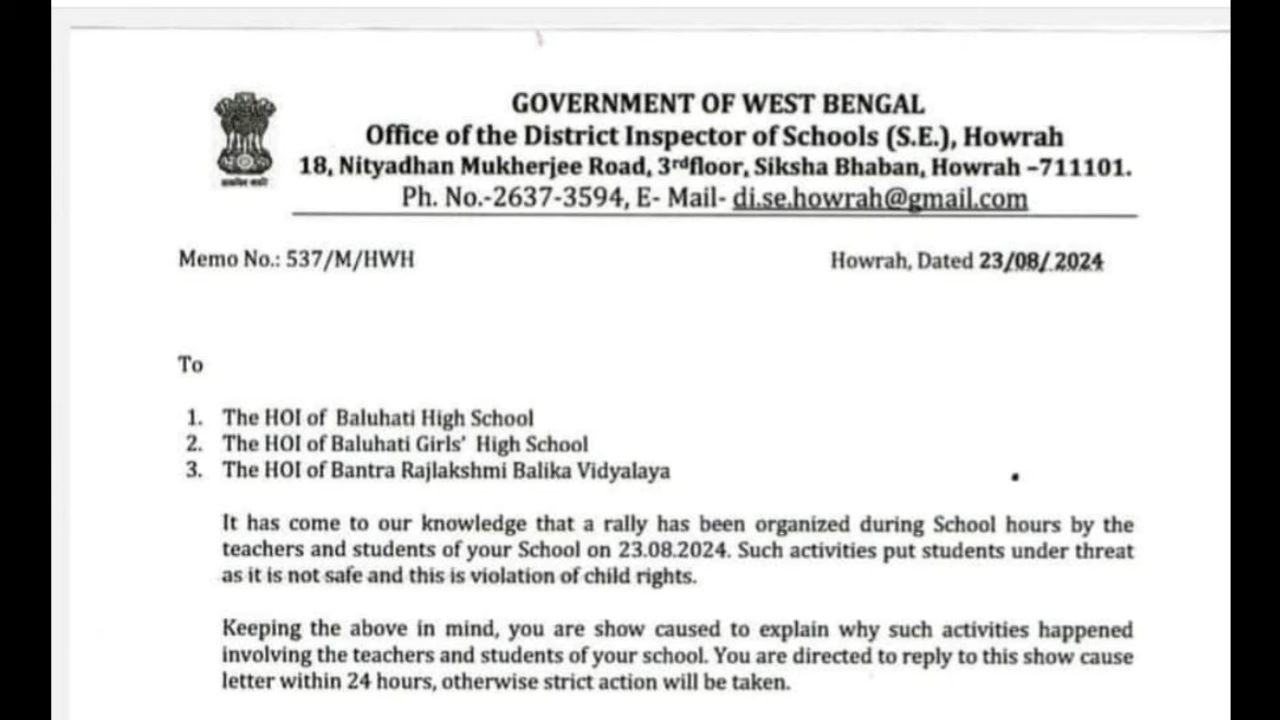 GOVERNMENT OF WEST BENGAL
Office of the District Inspector of Schools (S.E.), Howrah
18, Nityadhan Mukherjee Road, 3rdfloor, Siksha Bhaban, Howrah –711101.
Ph. No.-2637-3594, E- Mail- di.se.howrah@gmail.com
Memo No.: 537/M/HWH
Howrah, Dated 23/08/2024
To
1. The HOI of Baluhati High School
2. The HOI of Baluhati Girls' High School
3. The HOI of Bantra Rajlakshmi Balika Vidyalaya
It has come to our knowledge that a rally has been organized during School hours by the
teachers and students of your School on 23.08.2024. Such activities put students under threat
as it is not safe and this is violation of child rights.
Keeping the above in mind, you are show caused to explain why such activities happened
involving the teachers and students of your school. You are directed to reply to this show cause
letter within 24 hours, otherwise strict action will be taken.